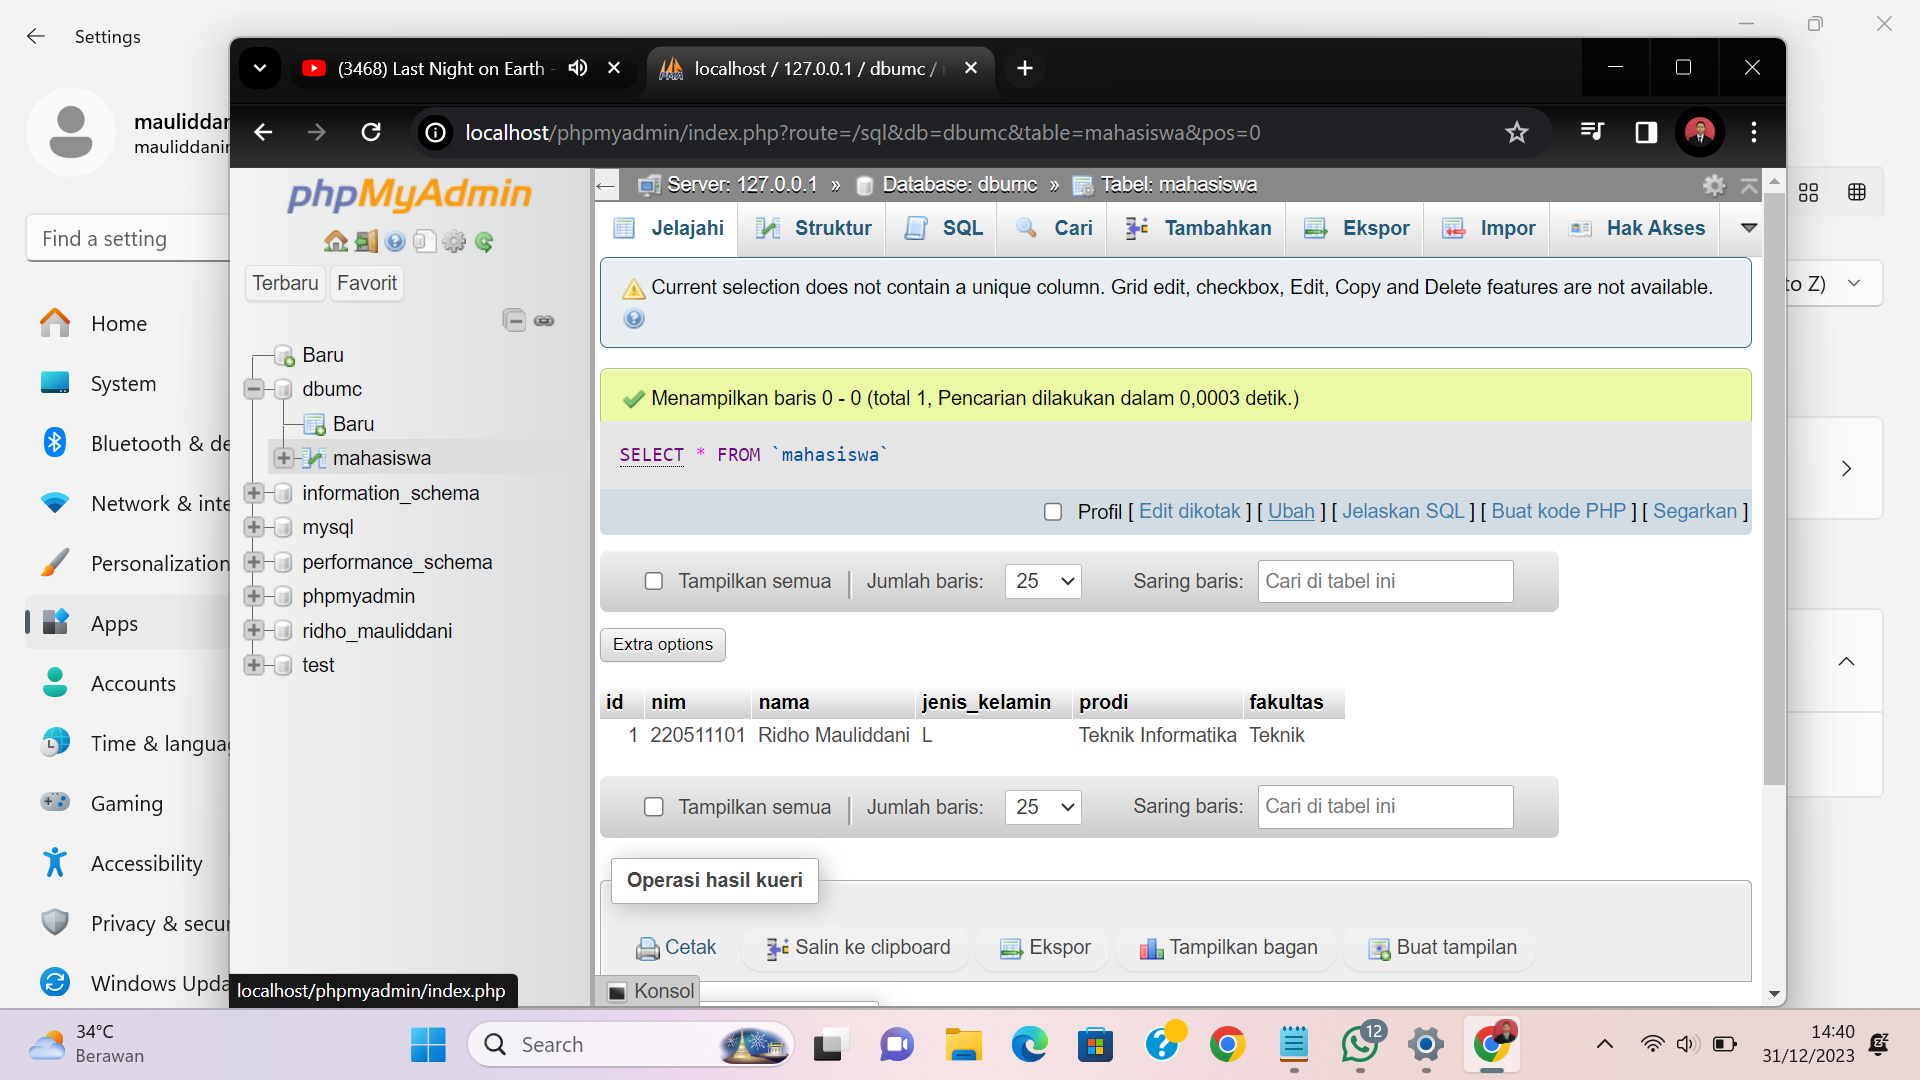 Settings
mauliddan
mauliddanir
Find a setting
Home
System
Bluetooth & de
Network & inte
Personalization
Apps
Accounts
Time & langua
Gaming
Accessibility
Privacy & secur
Windows Upda
to Z)
(3468) Last Night on Earth -
localhost / 127.0.0.1 / dbumc /
localhost/phpmyadmin/index.php?route=/sql&db=dbumc&table=mahasiswa&pos=0
phpMyAdmin
Terbaru
Favorit
Baru
dbumc
Baru
mahasiswa
information_schema
mysql
performance_schema
phpmyadmin
ridho_mauliddani
test
Server: 127.0.0.1 » Database: dbumc » Tabel: mahasiswa
Jelajahi Struktur SQL Cari Tambahkan Ekspor Impor Hak Akses
Current selection does not contain a unique column. Grid edit, checkbox, Edit, Copy and Delete features are not available.
Menampilkan baris 0 - 0 (total 1, Pencarian dilakukan dalam 0,0003 detik.)
SELECT * FROM `mahasiswa`
Profil [ Edit dikotak ] [ Ubah ] [ Jelaskan SQL ] [ Buat kode PHP ] [ Segarkan ]
Tampilkan semua | Jumlah baris: 25 Saring baris: Cari di tabel ini
Extra options
id nim nama jenis_kelamin prodi fakultas
1 220511101 Ridho Mauliddani L Teknik Informatika Teknik
Tampilkan semua | Jumlah baris: 25 Saring baris: Cari di tabel ini
Operasi hasil kueri
Cetak Salin ke clipboard Ekspor Tampilkan bagan Buat tampilan
Konsol
localhost/phpmyadmin/index.php
34°C
Berawan
Search
12
14:40
31/12/2023